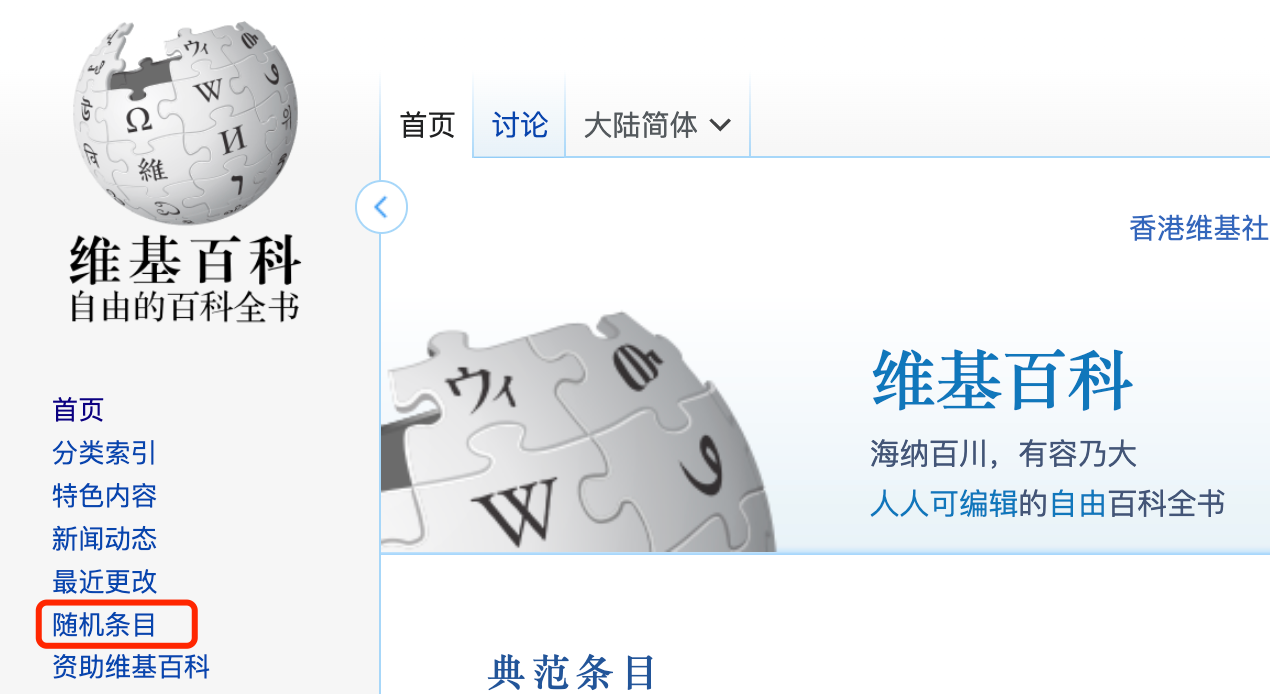 维基百科
自由的百科全书
首页
分类索引
特色内容
新闻动态
最近更改
随机条目
资助维基百科
首页 讨论 大陆简体
香港维基社
维基百科
海纳百川，有容乃大
人人可编辑的自由百科全书
典范条目